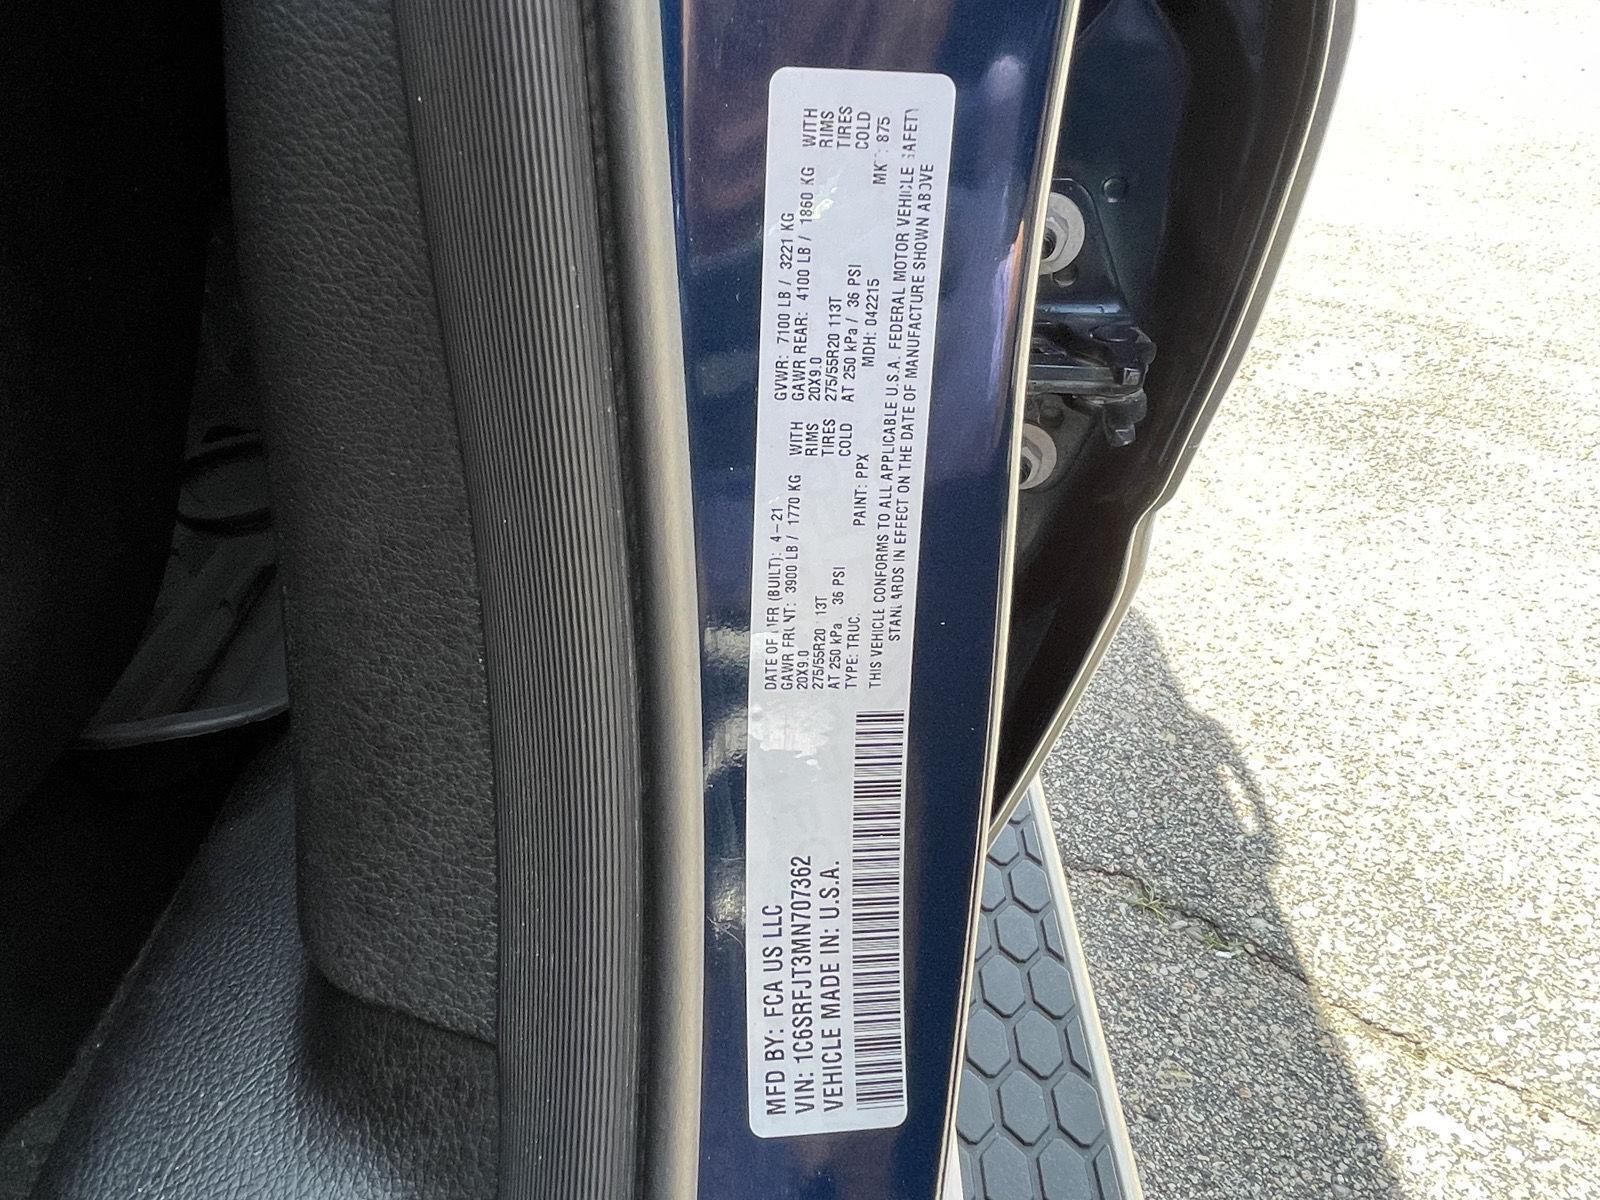 MFD BY: FCA US LLC
VIN: 1C6SRFJT3MN707362
VEHICLE MADE IN: U.S.A.
DATE OF MFR (BUILT): 4-21 GVWR: 7100 LB / 3221 KG
GAWR FRONT: 3900 LB / 1770 KG WITH GAWR REAR: 4100 LB / 1860 KG WITH
20X9.0 RIMS 20X9.0 RIMS
275/55R20 113T TIRES 275/55R20 113T TIRES
AT 250 kPa 36 PSI COLD AT 250 kPa / 36 PSI COLD
TYPE: TRUC PAINT: PPX MDH: 042215 875
THIS VEHICLE CONFORMS TO ALL APPLICABLE U.S.A. FEDERAL MOTOR VEHICLE SAFETY
STANDARDS IN EFFECT ON THE DATE OF MANUFACTURE SHOWN ABOVE